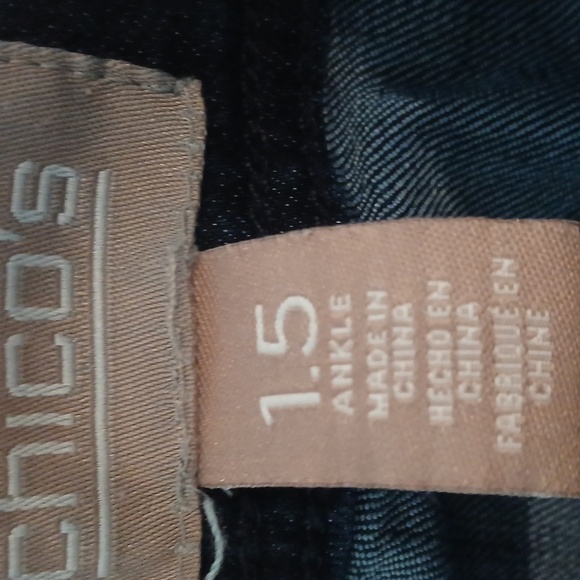 chico's
1.5
ANKLE
MADE IN
CHINA
HECHO EN
CHINA
FABRIQUÉ EN
CHINE